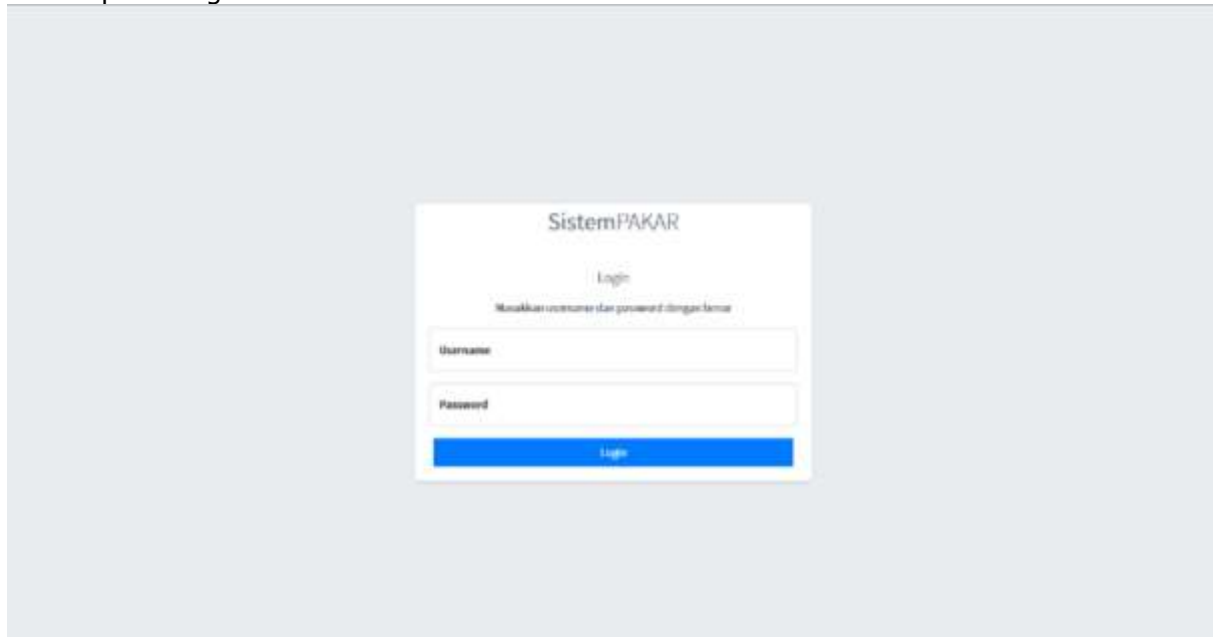 SistemPAKAR
Login
Masukkan username dan password dengan benar
Username
Password
Login